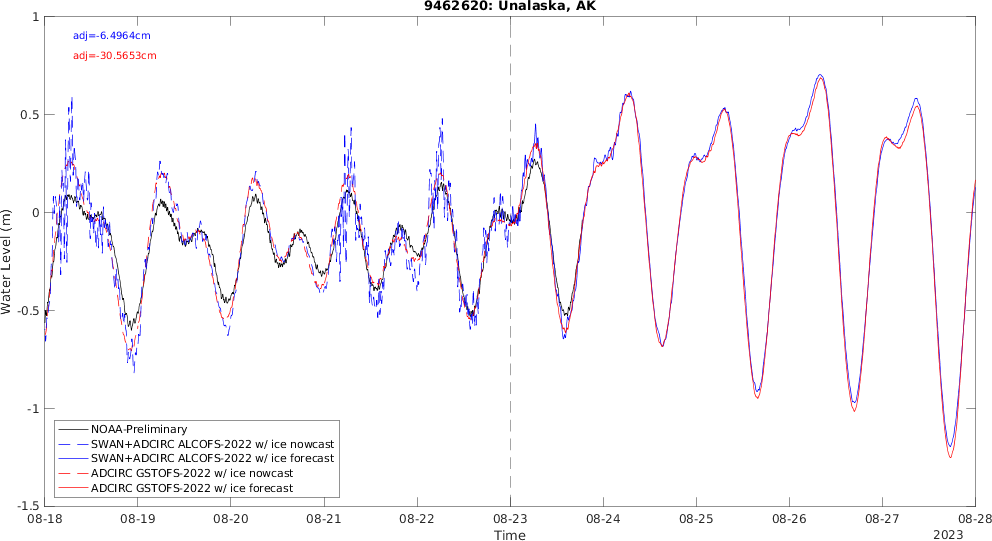 9462620: Unalaska, AK
adj=-6.4964cm
adj=-30.5653cm
Water Level (m)
1
0.5
0
-0.5
-1
-1.5
NOAA-Preliminary
SWAN+ADCIRC ALCOFS-2022 w/ ice nowcast
SWAN+ADCIRC ALCOFS-2022 w/ ice forecast
ADCIRC GSTOFS-2022 w/ ice nowcast
ADCIRC GSTOFS-2022 w/ ice forecast
08-18 08-19 08-20 08-21 08-22 08-23 08-24 08-25 08-26 08-27 08-28
Time
2023